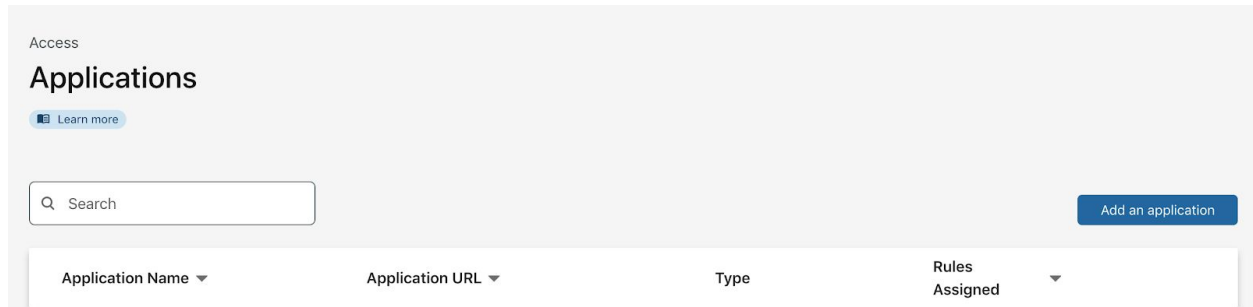 Access
Applications
Learn more
Search
Add an application
Application Name
Application URL
Type
Rules
Assigned